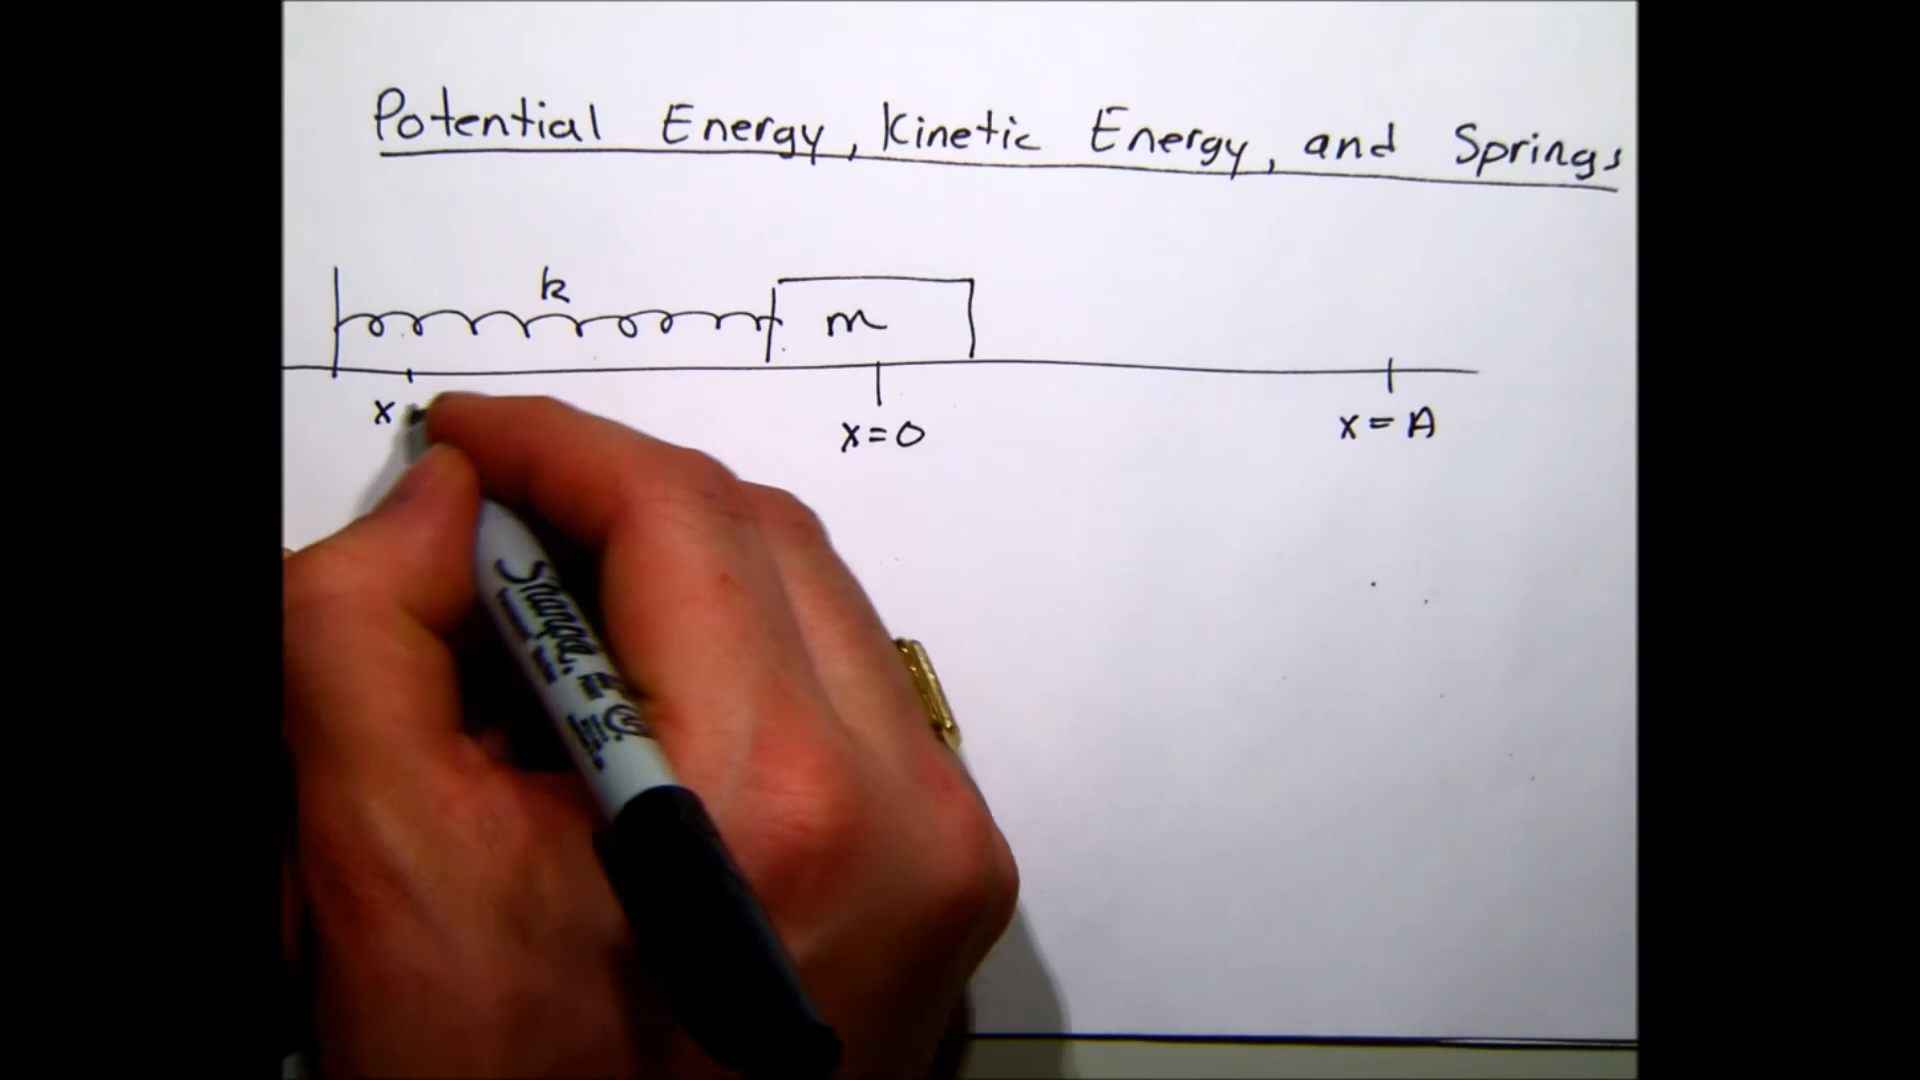 Potential Energy, Kinetic Energy, and Springs
k
m
x
x=0
x=A
Sharpie